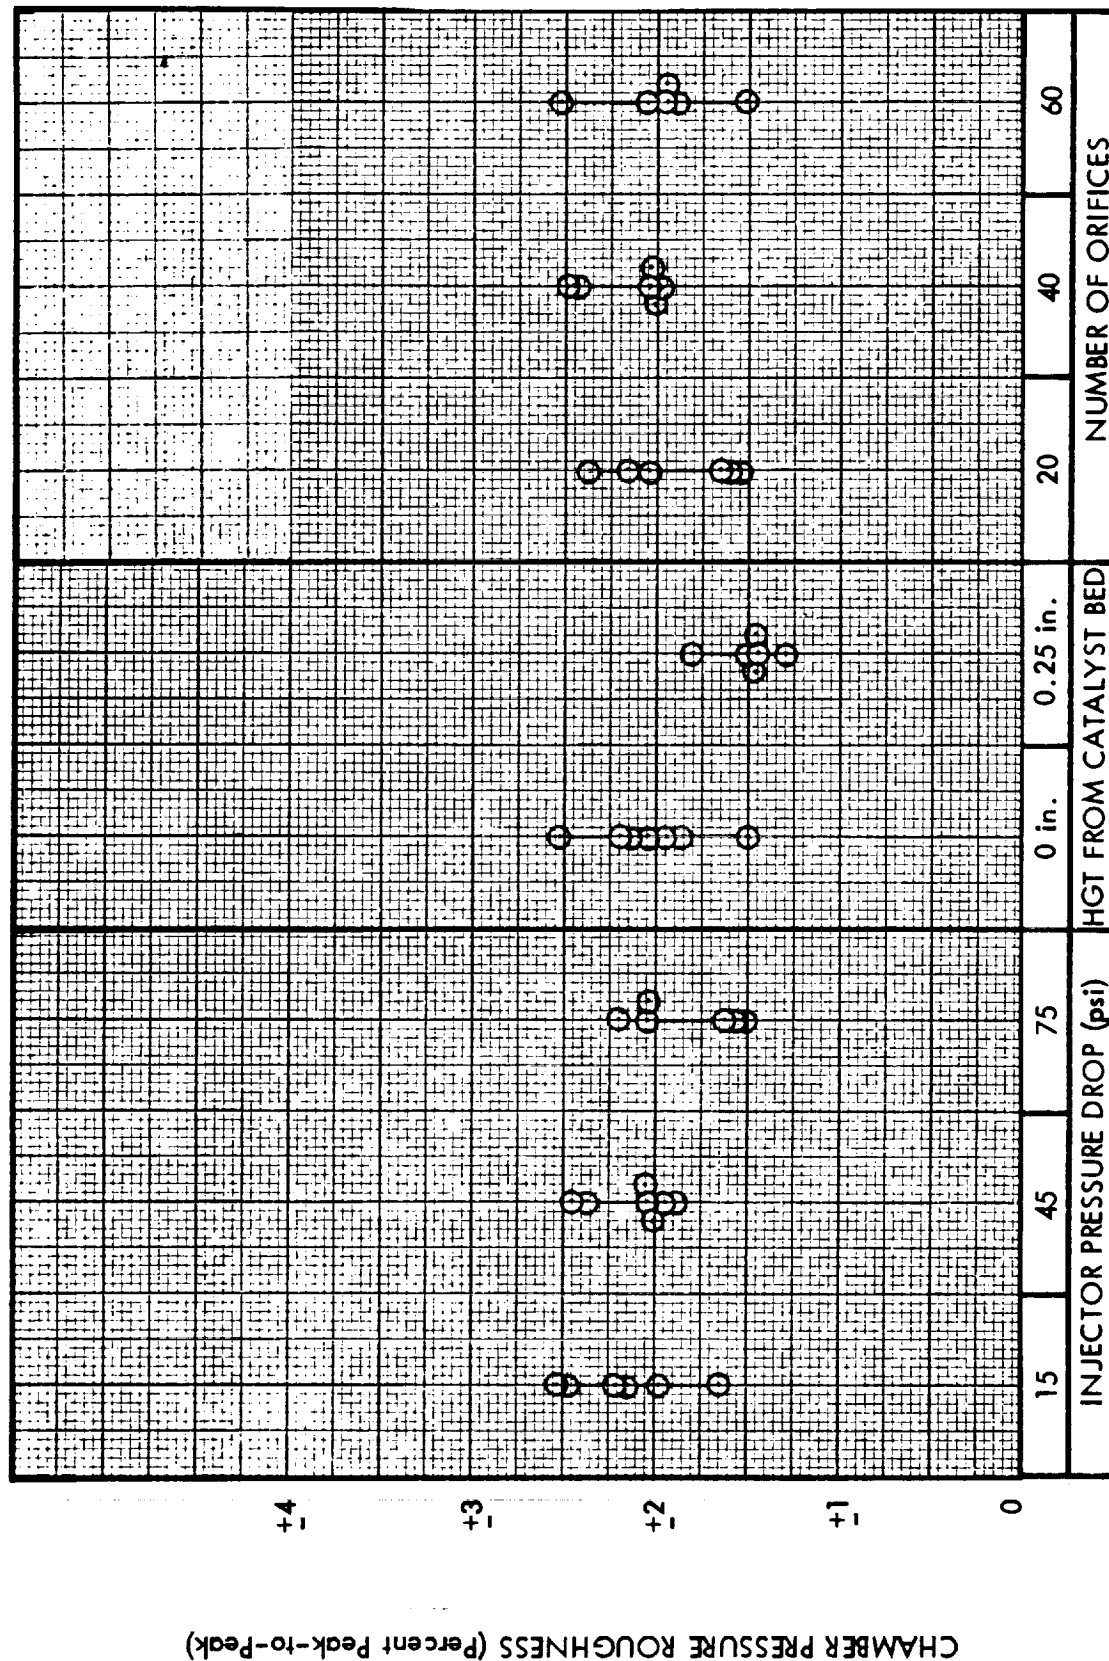 CHAMBER PRESSURE ROUGHNESS (Percent Peak-to-Peak)
±4
±3
±2
±1
0
15 45 75 0 in. 0.25 in. 20 40 60
INJECTOR PRESSURE DROP (psi) HGT FROM CATALYST BED NUMBER OF ORIFICES